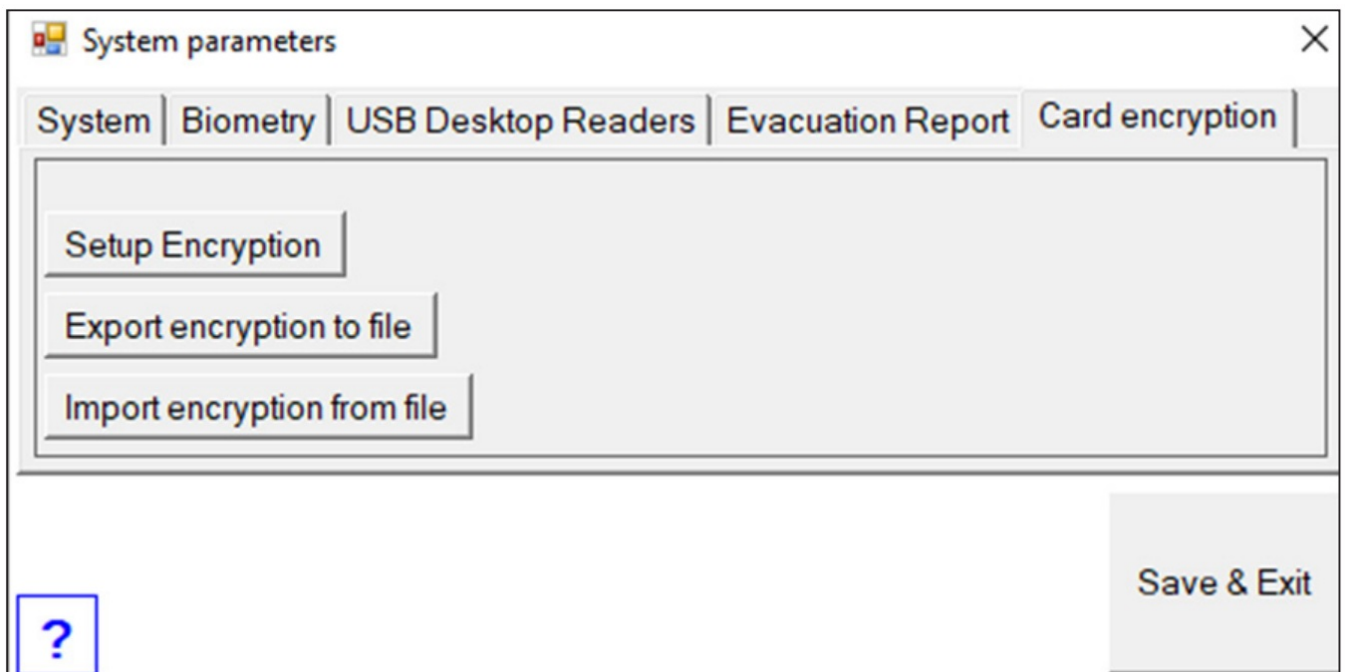 System parameters
System Biometry USB Desktop Readers Evacuation Report Card encryption
Setup Encryption
Export encryption to file
Import encryption from file
Save & Exit
?